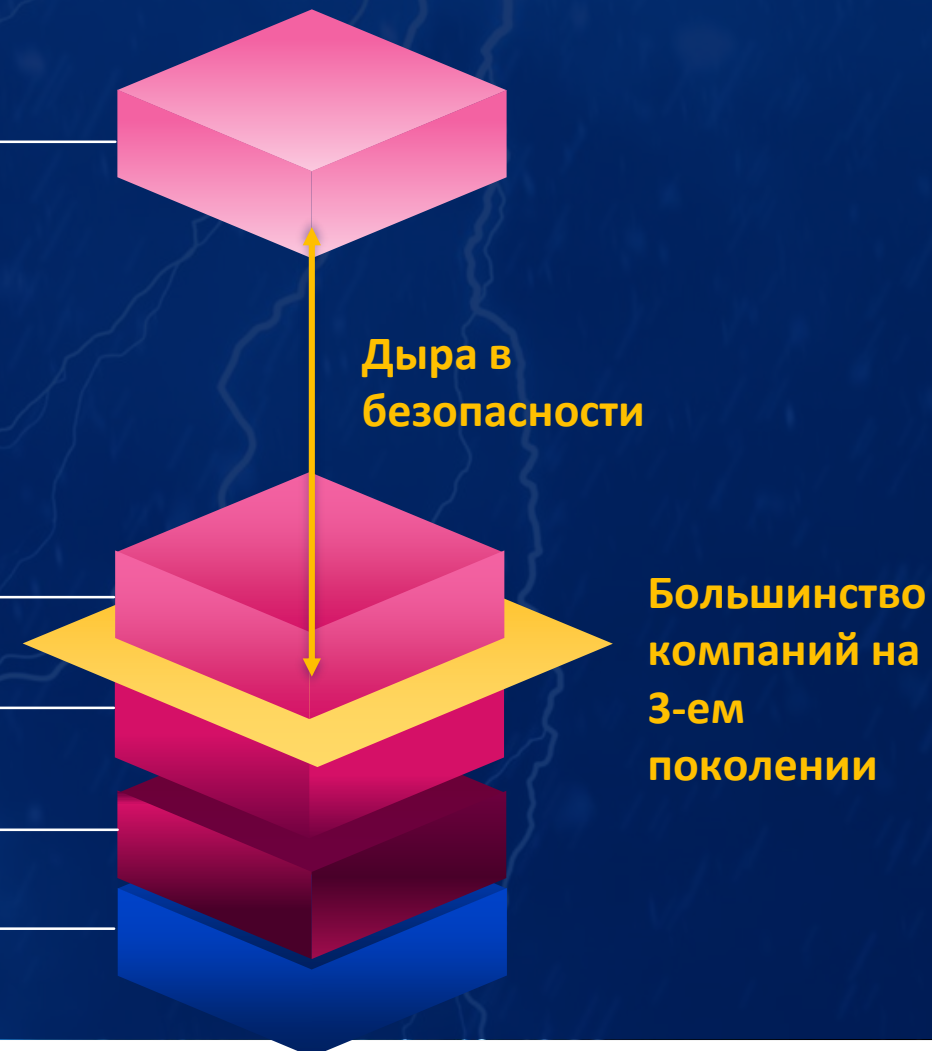 Дыра в
безопасности
Большинство
компаний на
3-ем
поколении